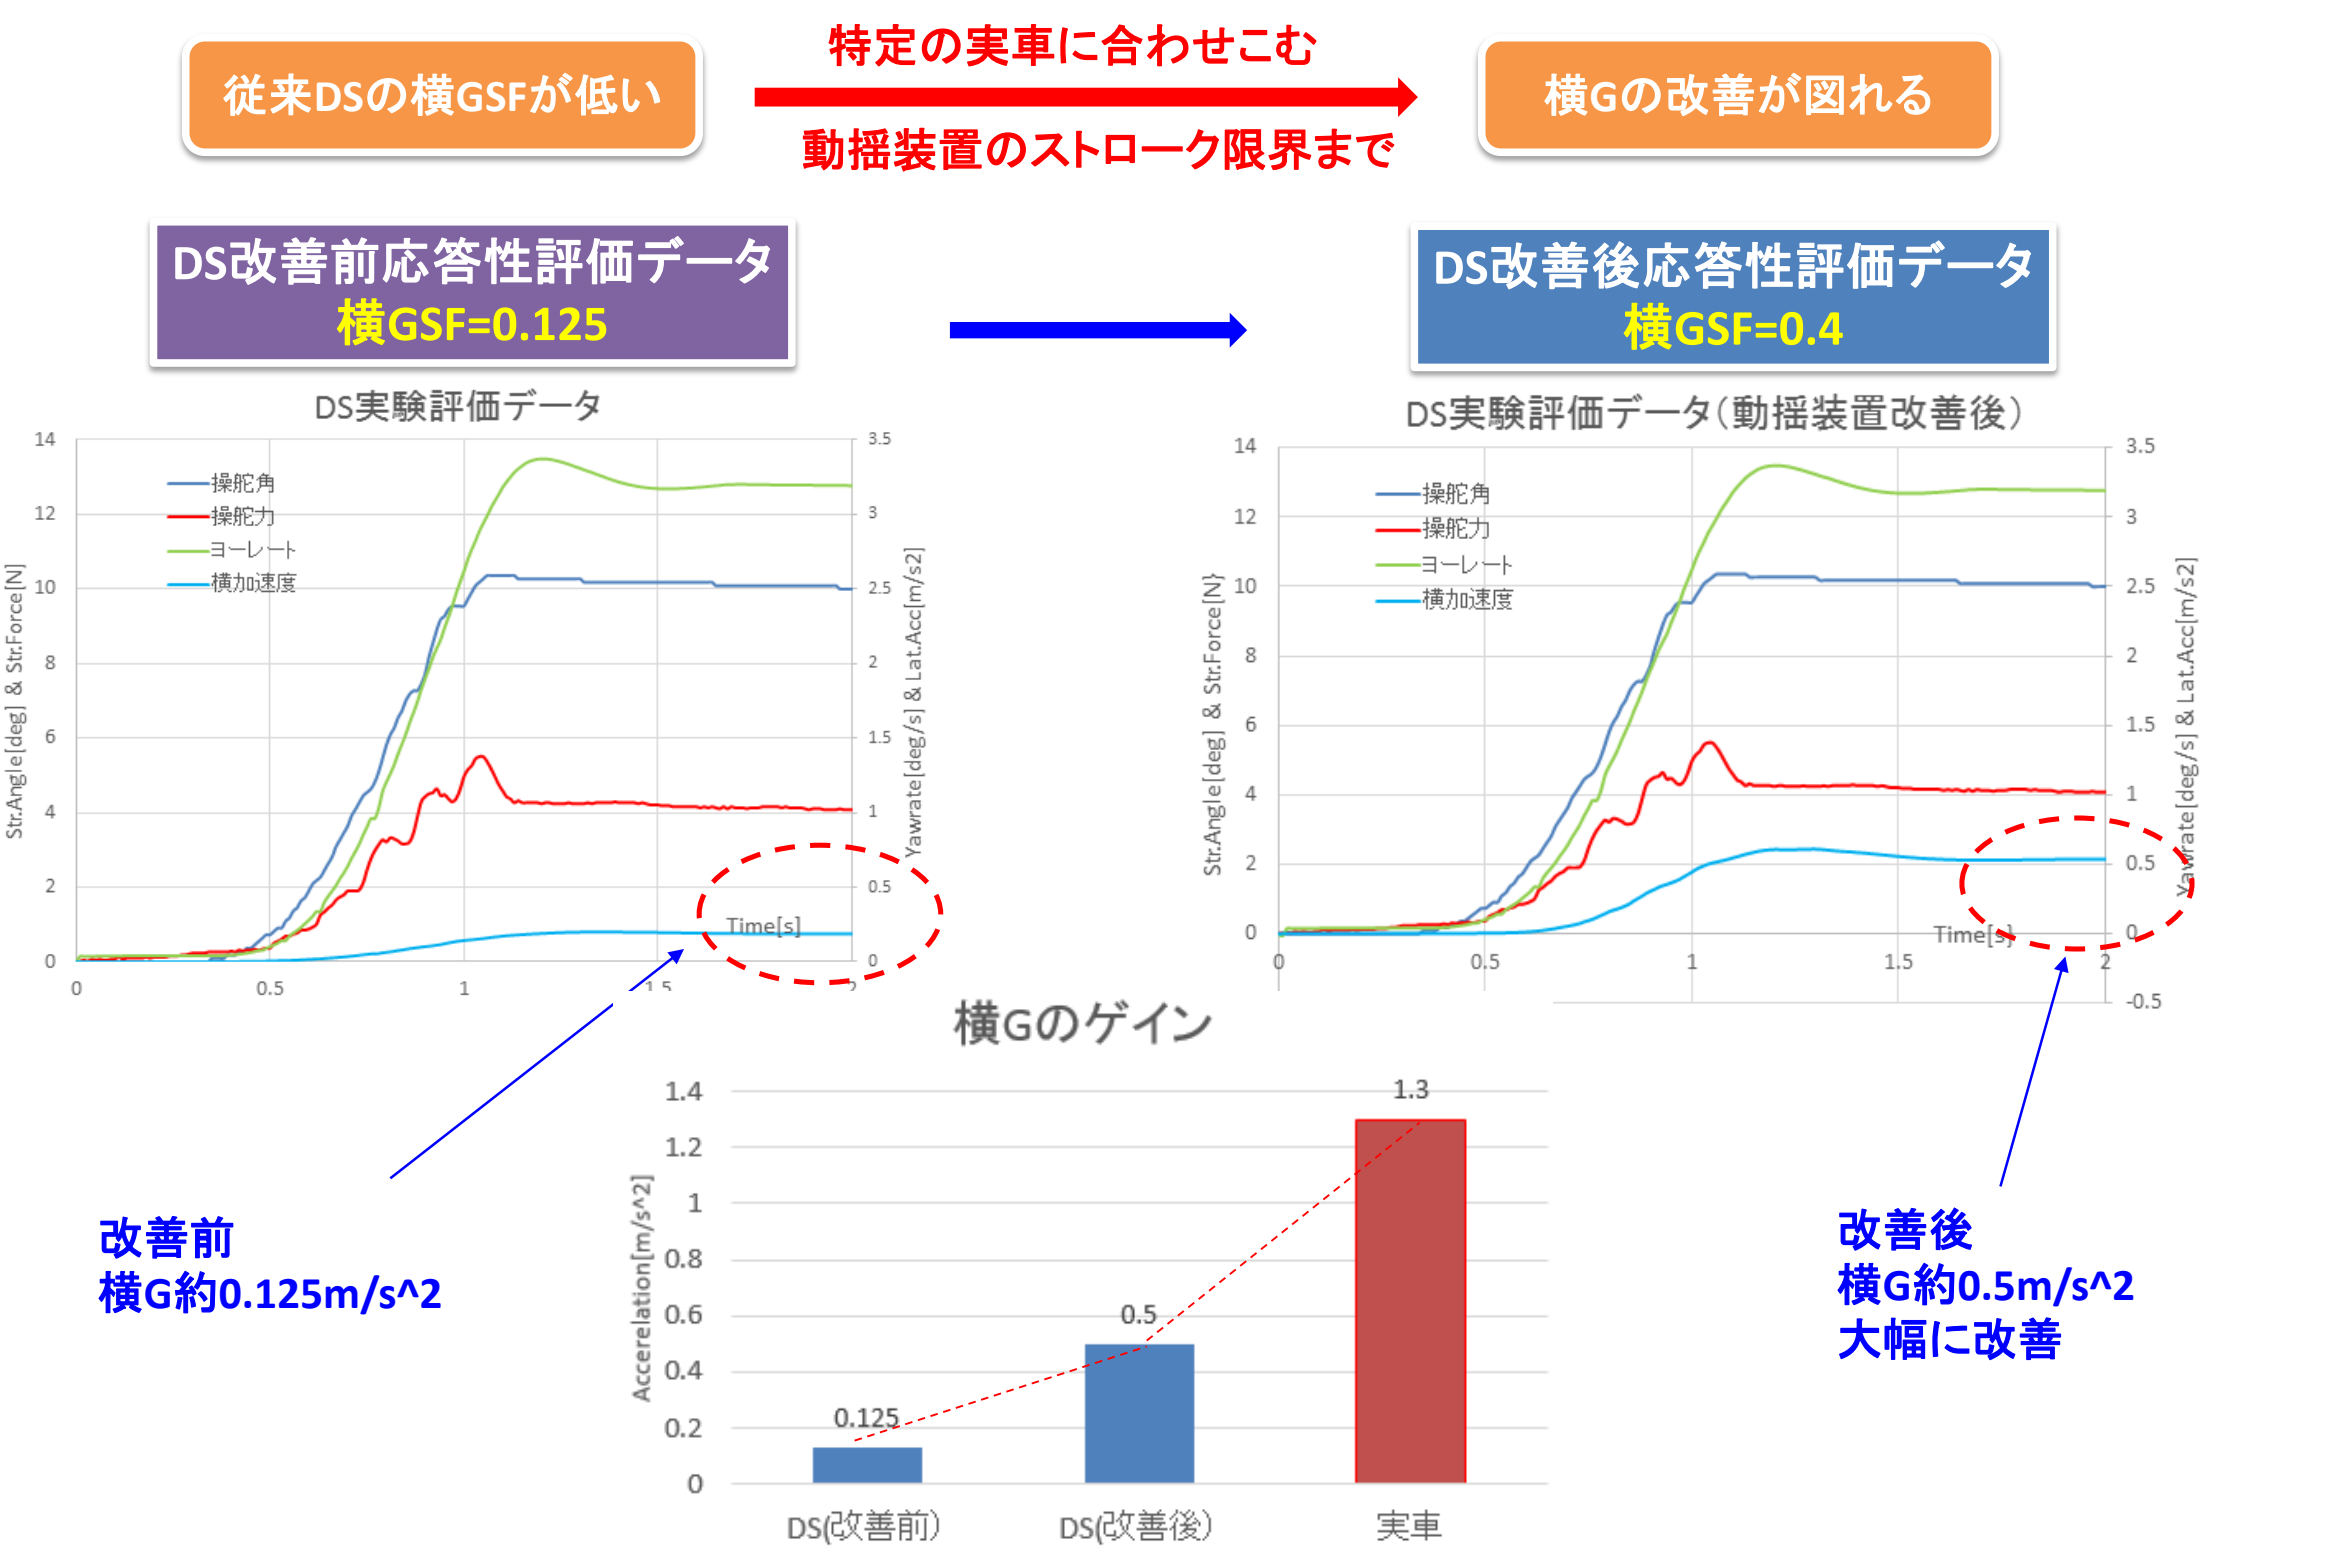 特定の実車に合わせこむ
従来DSの横GSFが低い
横Gの改善が図れる
動揺装置のストローク限界まで
DS改善前応答性評価データ
横GSF=0.125
DS改善後応答性評価データ
横GSF=0.4
DS実験評価データ
14
12
10
8
6
4
2
0
3.5
3
2.5
2
1.5
1
0.5
0
操舵角
操舵力
ヨーレート
横加速度
Str.Angle[deg] & Str.Force[N]
Yawrate[deg/s] & Lat.Acc[m/s2]
Time[s]
0
0.5
1
1.5
2
DS実験評価データ(動揺装置改善後)
14
12
10
8
6
4
2
0
3.5
3
2.5
2
1.5
1
0.5
0
-0.5
操舵角
操舵力
ヨーレート
横加速度
Str.Angle[deg] & Str.Force[N}
Yawrate[deg/s] & Lat.Acc[m/s2]
Time[s]
0
0.5
1
1.5
2
横Gのゲイン
1.4
1.2
1
0.8
0.6
0.4
0.2
0
Accerelation[m/s^2]
0.125
0.5
1.3
DS(改善前)
DS(改善後)
実車
改善前
横G約0.125m/s^2
改善後
横G約0.5m/s^2
大幅に改善